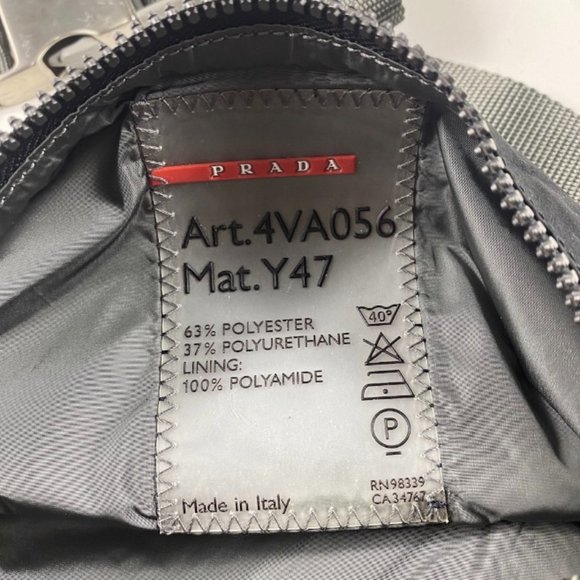 PRADA
Art.4VA056
Mat.Y47
40°
63% POLYESTER
37% POLYURETHANE
LINING:
100% POLYAMIDE
P
Made in Italy
RN98339
CA34767